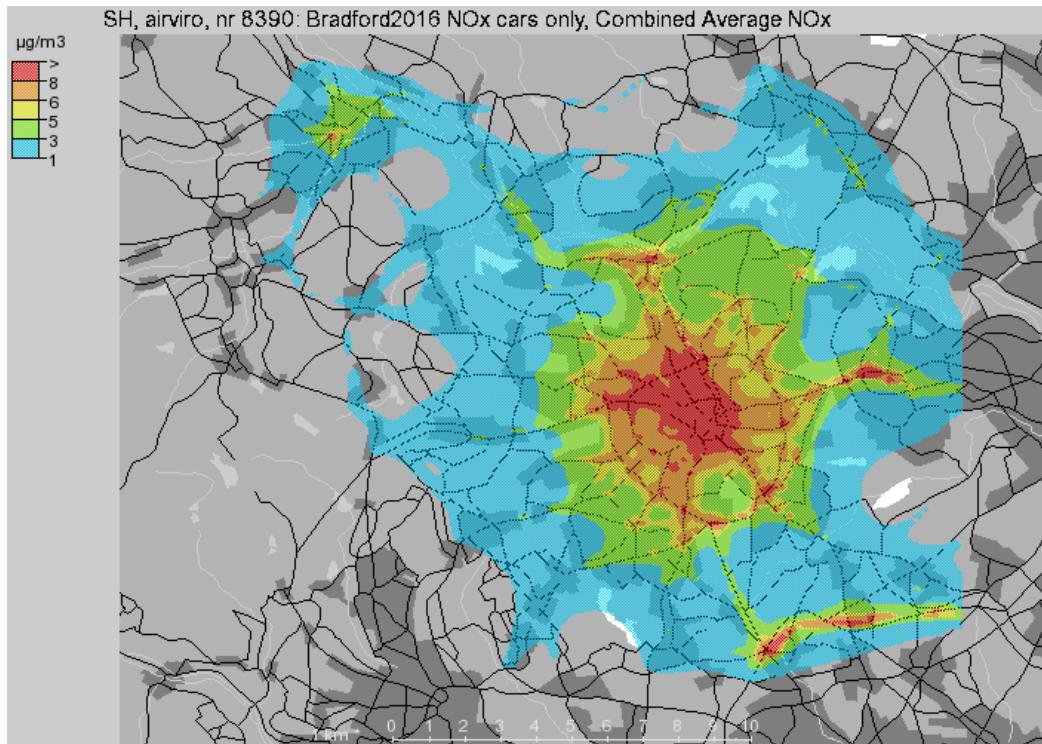 SH, airviro, nr 8390: Bradford2016 NOx cars only, Combined Average NOx
µg/m3
>
8
6
5
3
1
1 km
0 1 2 3 4 5 6 7 8 9 10